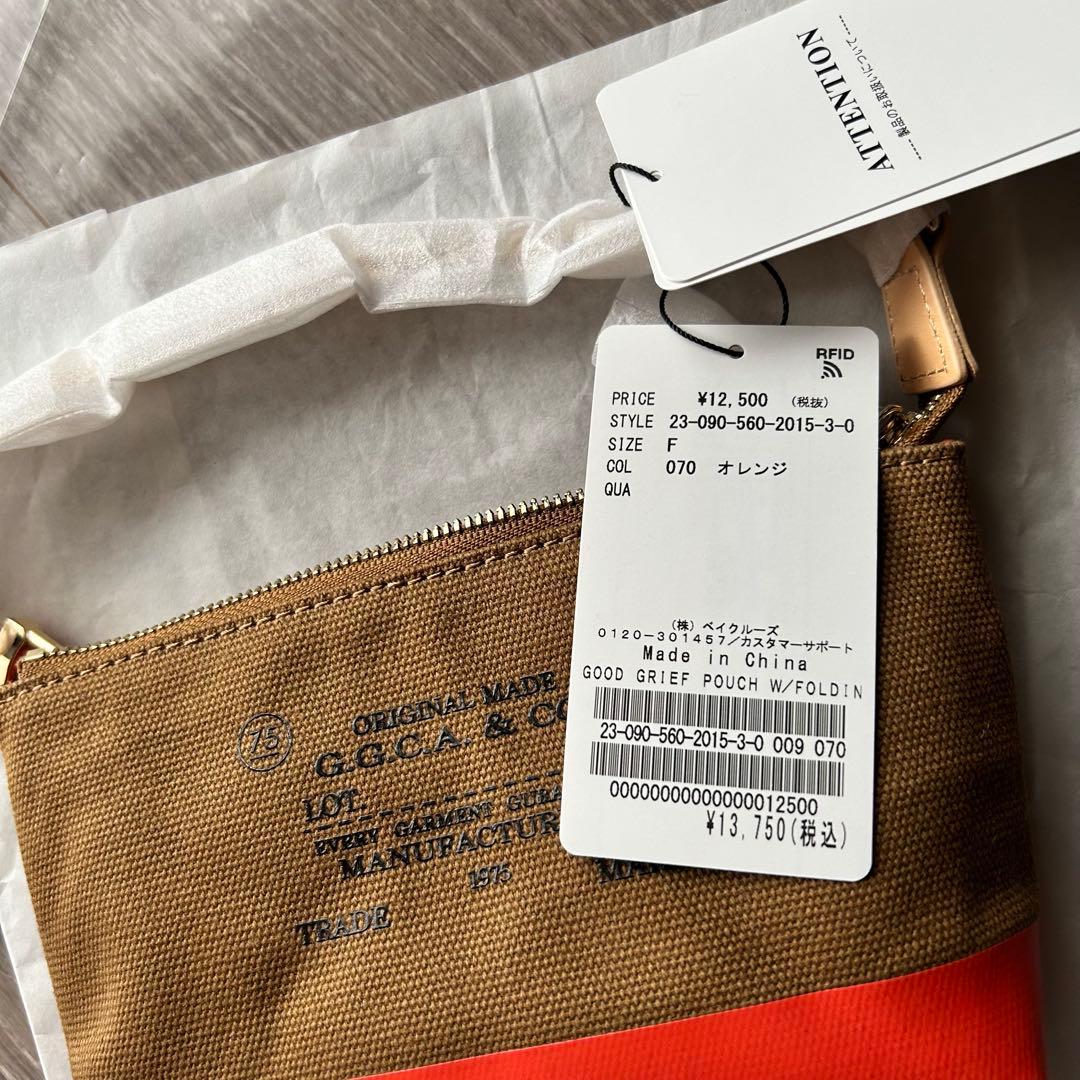 ATTENTION
----- 製品のお取扱いについて -----
RFID
PRICE ¥12,500 (税抜)
STYLE 23-090-560-2015-3-0
SIZE F
COL 070 オレンジ
QUA
(株) ベイクルーズ
0120-301457/カスタマーサポート
Made in China
GOOD GRIEF POUCH W/FOLDIN
23-090-560-2015-3-0 009 070
00000000000000012500
¥13,750(税込)
75
ORIGINAL MADE
G.G.C.A. & CO
LOT.
EVERY GARMENT GUBA
MANUFACTUR
1975
TRADE